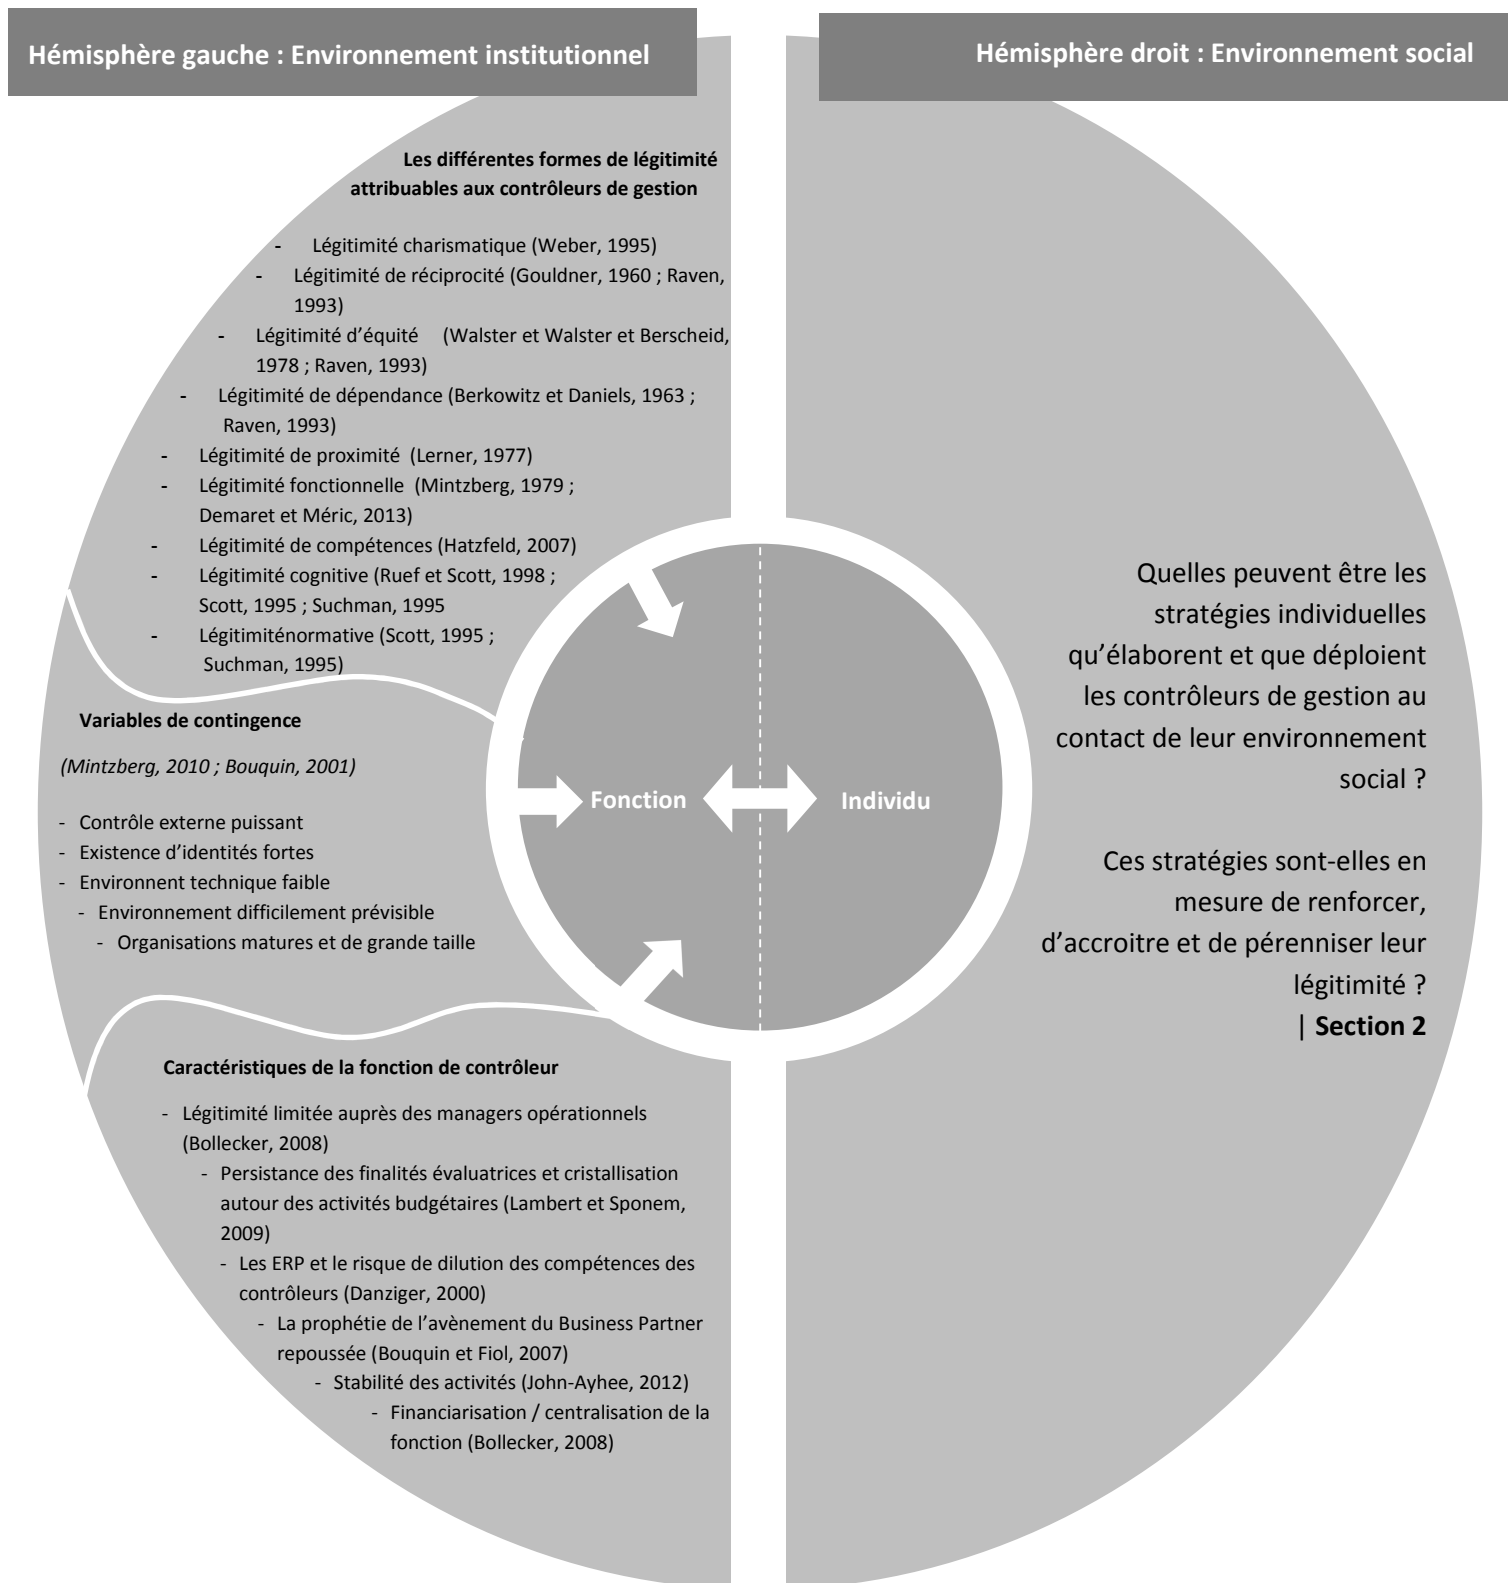 Hémisphère gauche : Environnement institutionnel
Hémisphère droit : Environnement social
Les différentes formes de légitimité
attribuables aux contrôleurs de gestion
- Légitimité charismatique (Weber, 1995)
- Légitimité de réciprocité (Gouldner, 1960 ; Raven,
1993)
- Légitimité d’équité (Walster et Walster et Berscheid,
1978 ; Raven, 1993)
- Légitimité de dépendance (Berkowitz et Daniels, 1963 ;
Raven, 1993)
- Légitimité de proximité (Lerner, 1977)
- Légitimité fonctionnelle (Mintzberg, 1979 ;
Demaret et Méric, 2013)
- Légitimité de compétences (Hatzfeld, 2007)
- Légitimité cognitive (Ruef et Scott, 1998 ;
Scott, 1995 ; Suchman, 1995
- Légitimiténormative (Scott, 1995 ;
Suchman, 1995)
Variables de contingence
(Mintzberg, 2010 ; Bouquin, 2001)
- Contrôle externe puissant
- Existence d’identités fortes
- Environnent technique faible
- Environnement difficilement prévisible
- Organisations matures et de grande taille
Caractéristiques de la fonction de contrôleur
- Légitimité limitée auprès des managers opérationnels
(Bollecker, 2008)
- Persistance des finalités évaluatrices et cristallisation
autour des activités budgétaires (Lambert et Sponem,
2009)
- Les ERP et le risque de dilution des compétences des
contrôleurs (Danziger, 2000)
- La prophétie de l’avènement du Business Partner
repoussée (Bouquin et Fiol, 2007)
- Stabilité des activités (John-Ayhee, 2012)
- Financiarisation / centralisation de la
fonction (Bollecker, 2008)
Fonction
Individu
Quelles peuvent être les
stratégies individuelles
qu’élaborent et que déploient
les contrôleurs de gestion au
contact de leur environnement
social ?
Ces stratégies sont-elles en
mesure de renforcer,
d’accroitre et de pérenniser leur
légitimité ?
| Section 2